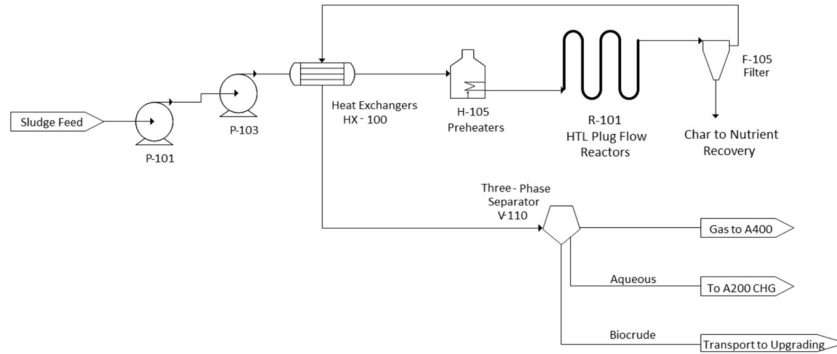 Sludge Feed
P-101
P-103
Heat Exchangers
HX - 100
H-105
Preheaters
R-101
HTL Plug Flow
Reactors
F-105
Filter
Char to Nutrient
Recovery
Three - Phase
Separator
V-110
Gas to A400
Aqueous
To A200 CHG
Biocrude
Transport to Upgrading